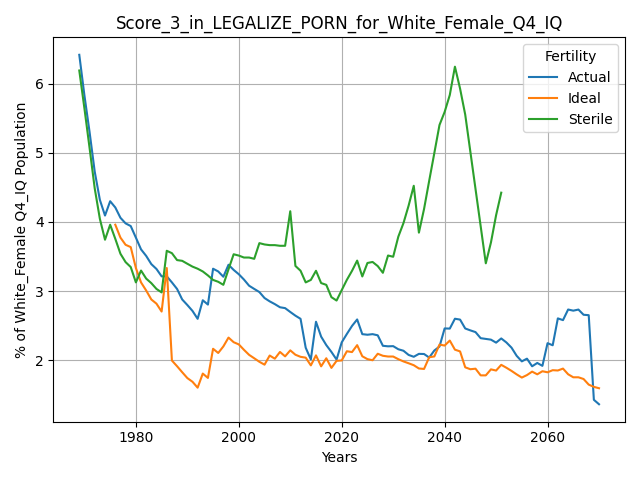 Score_3_in_LEGALIZE_PORN_for_White_Female_Q4_IQ
Fertility
Actual
Ideal
Sterile
% of White_Female Q4_IQ Population
6
5
4
3
2
1980
2000
2020
2040
2060
Years